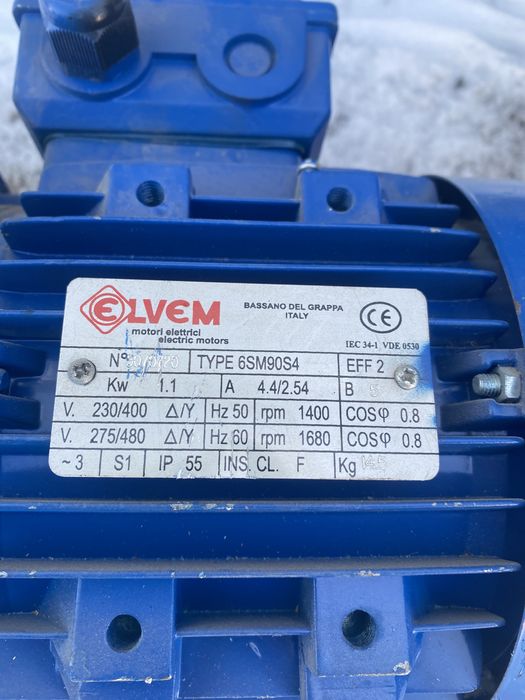 ELVEM
motori elettrici
electric motors
BASSANO DEL GRAPPA
ITALY
CE
IEC 34-1 VDE 0530
N° TYPE 6SM90S4 EFF 2
Kw 1.1 A 4.4/2.54 B 5
V. 230/400 Δ/Y Hz 50 rpm 1400 COSφ 0.8
V. 275/480 Δ/Y Hz 60 rpm 1680 COSφ 0.8
~3 S1 IP 55 INS. CL. F Kg